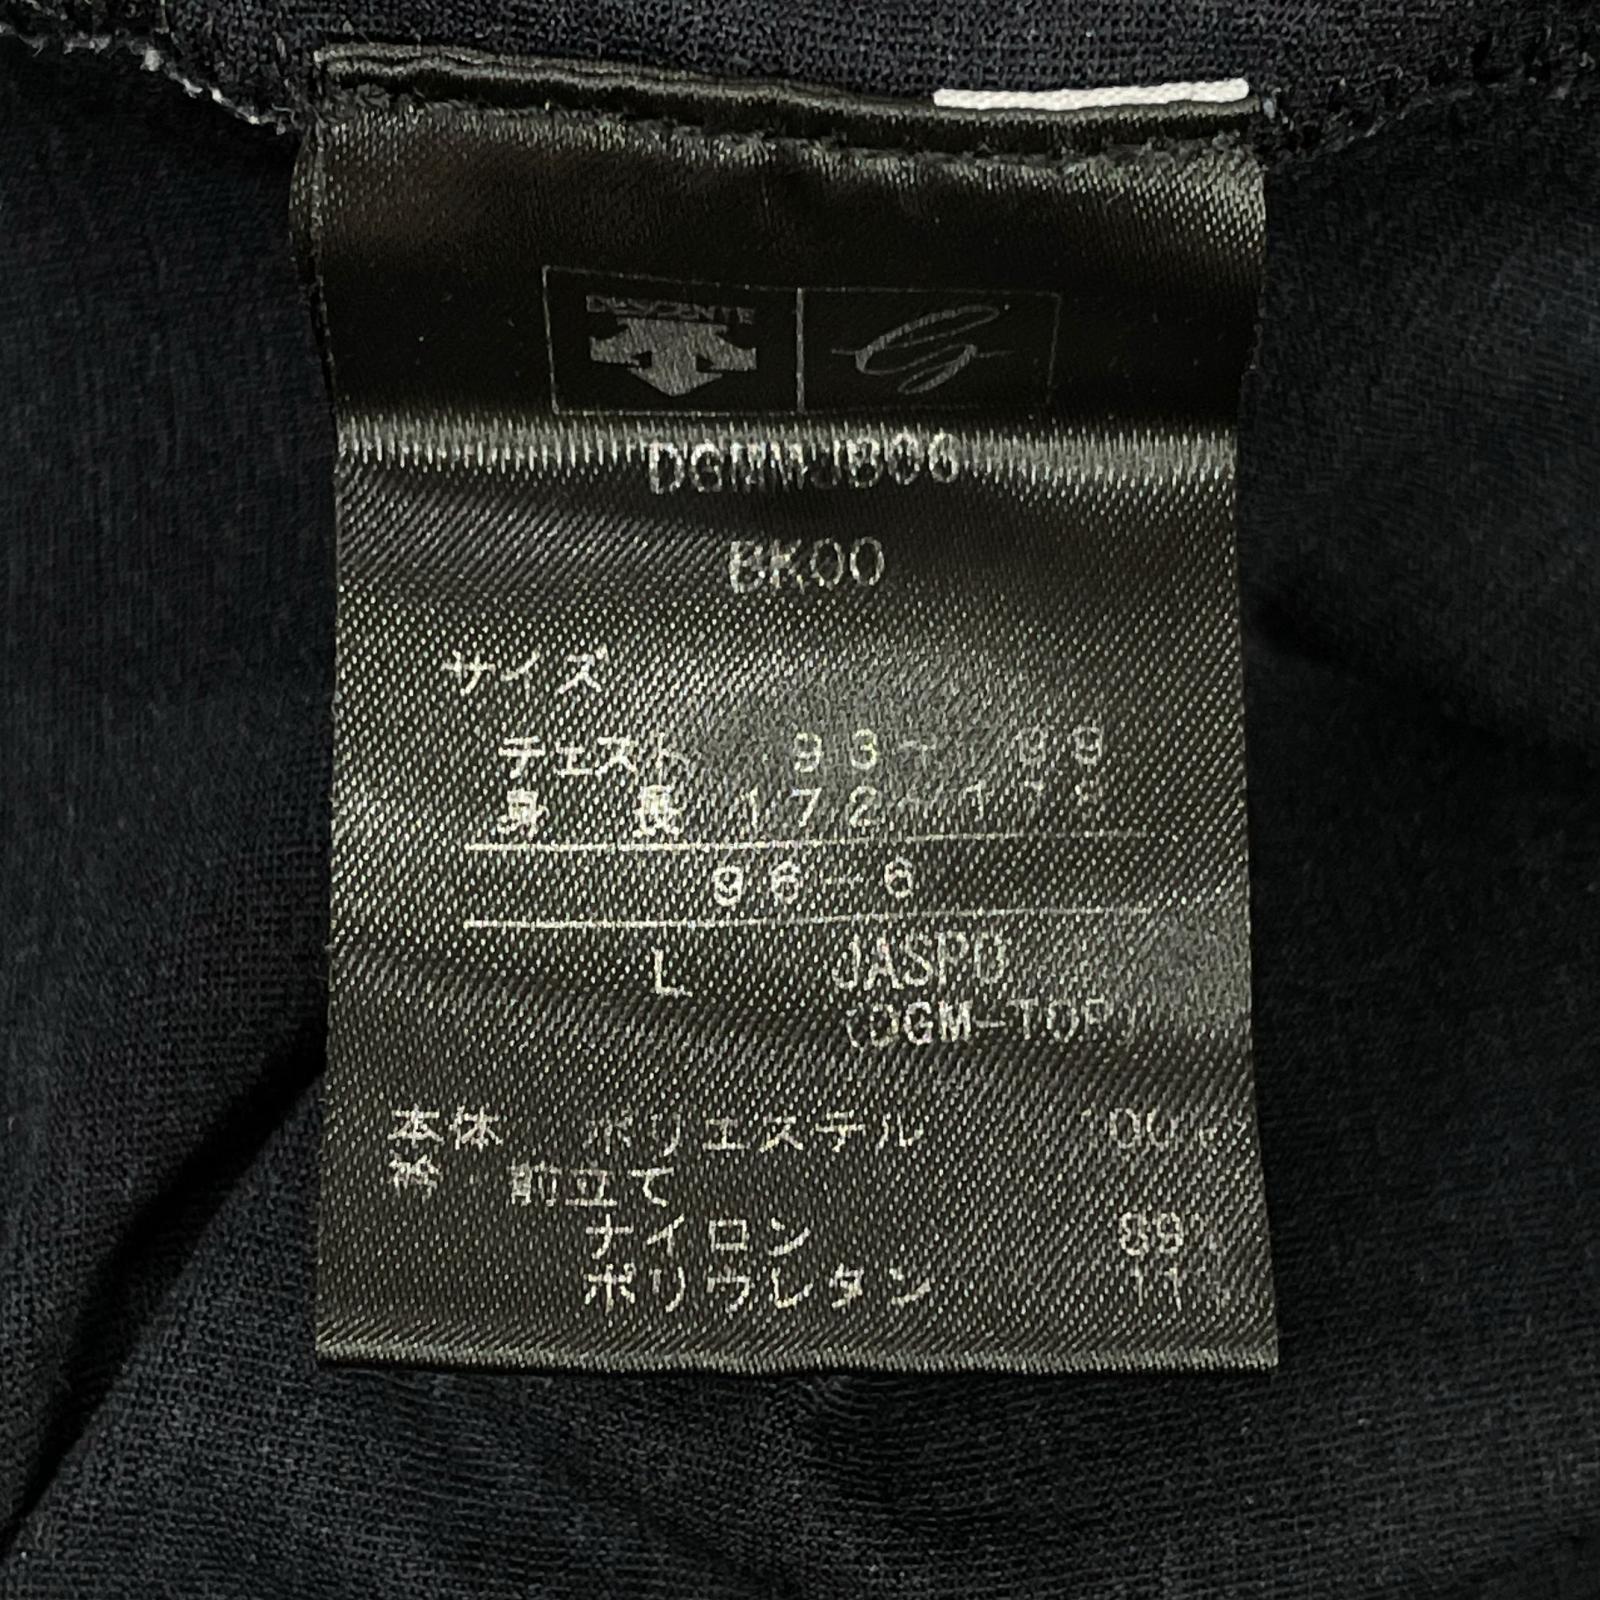 DESCENTE
DGMWJB06
BK00
サイズ
チェスト 93~ 99
身 長 172~178
96-6
L JASPO
(DGM-TOP)
本体 ポリエステル 100%
衿・前立て
ナイロン 89%
ポリウレタン 11%